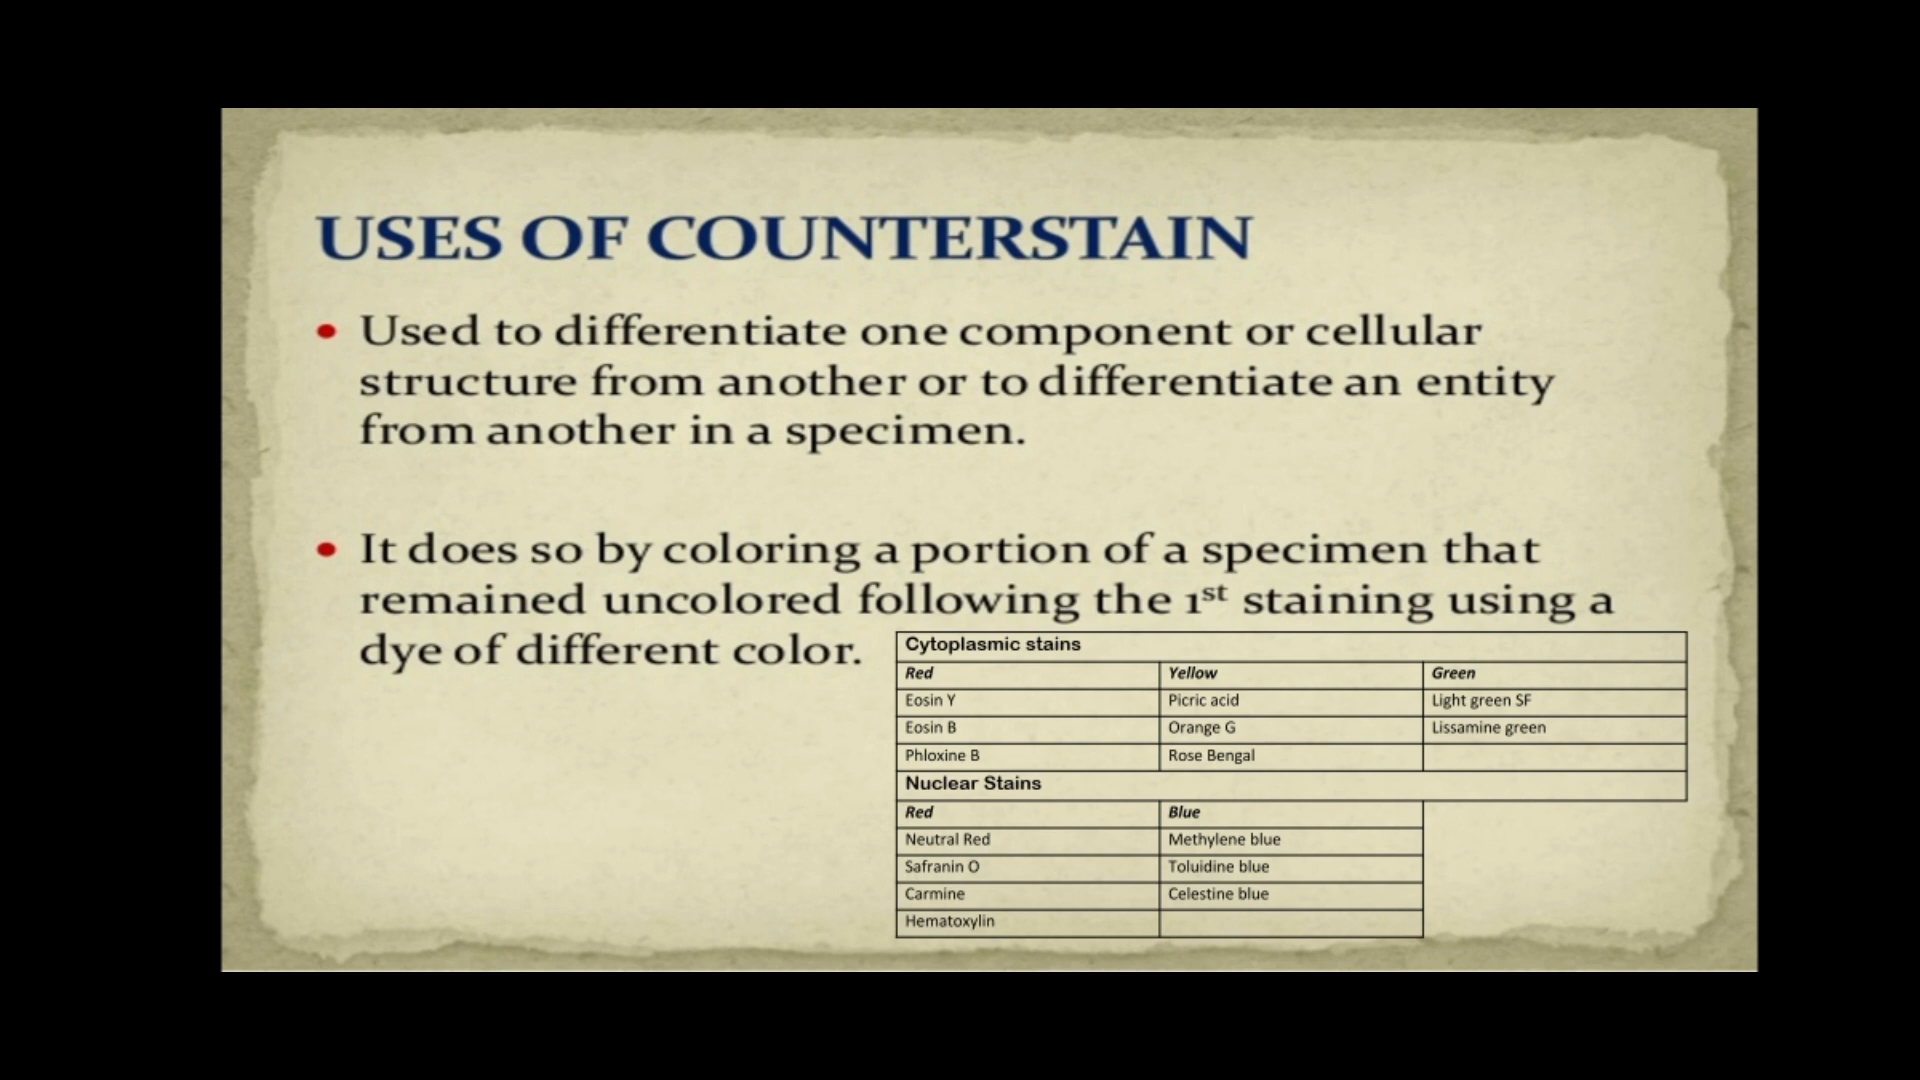 USES OF COUNTERSTAIN
• Used to differentiate one component or cellular
structure from another or to differentiate an entity
from another in a specimen.
• It does so by coloring a portion of a specimen that
remained uncolored following the 1st staining using a
dye of different color.
Cytoplasmic stains
Red Yellow Green
Eosin Y Picric acid Light green SF
Eosin B Orange G Lissamine green
Phloxine B Rose Bengal
Nuclear Stains
Red Blue
Neutral Red Methylene blue
Safranin O Toluidine blue
Carmine Celestine blue
Hematoxylin